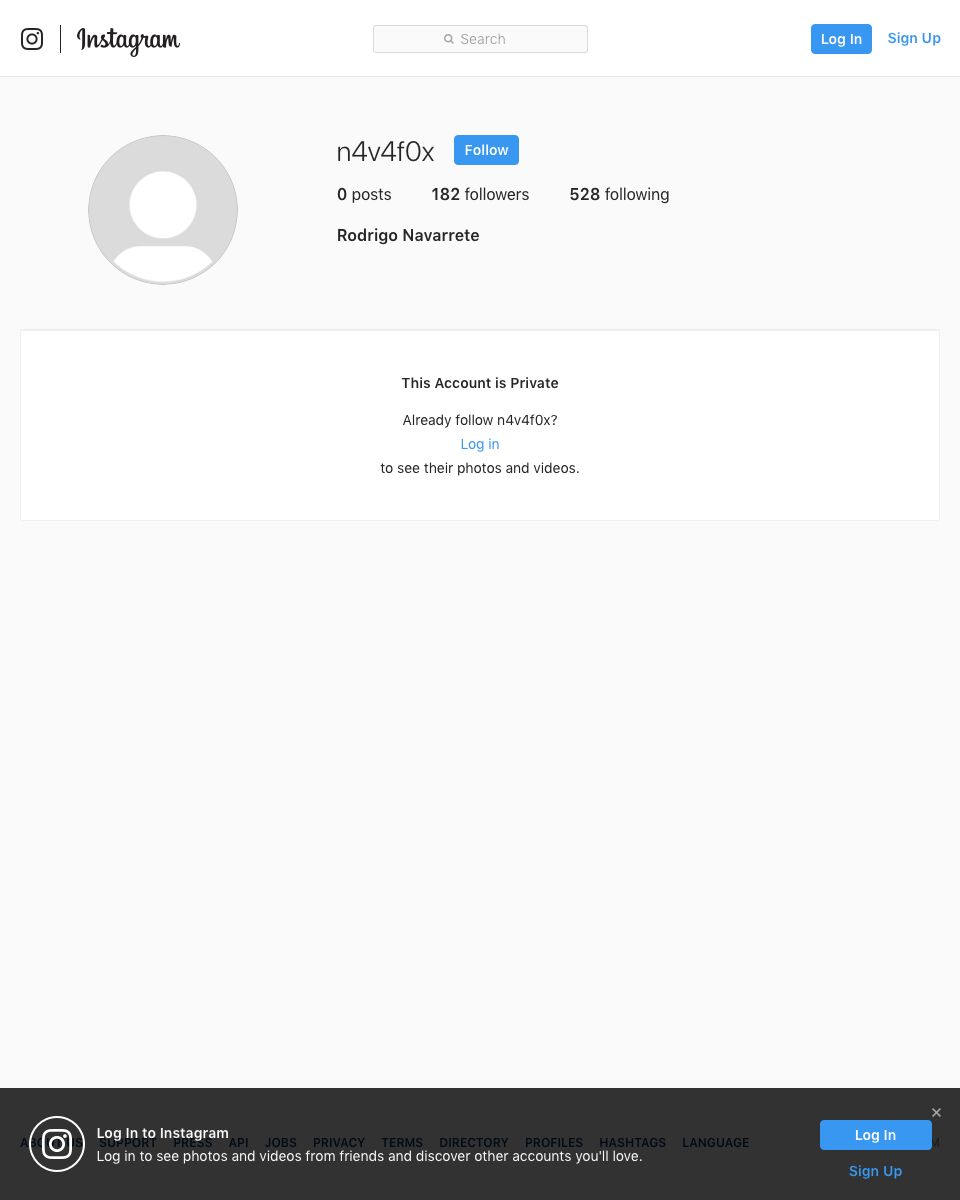 Instagram
Search
Log In
Sign Up
n4v4f0x
Follow
0 posts 182 followers 528 following
Rodrigo Navarrete
This Account is Private
Already follow n4v4f0x?
Log in
to see their photos and videos.
Log In to Instagram
SUPPORT PRESS API JOBS PRIVACY TERMS DIRECTORY PROFILES HASHTAGS LANGUAGE
Log in to see photos and videos from friends and discover other accounts you'll love.
Log In
Sign Up